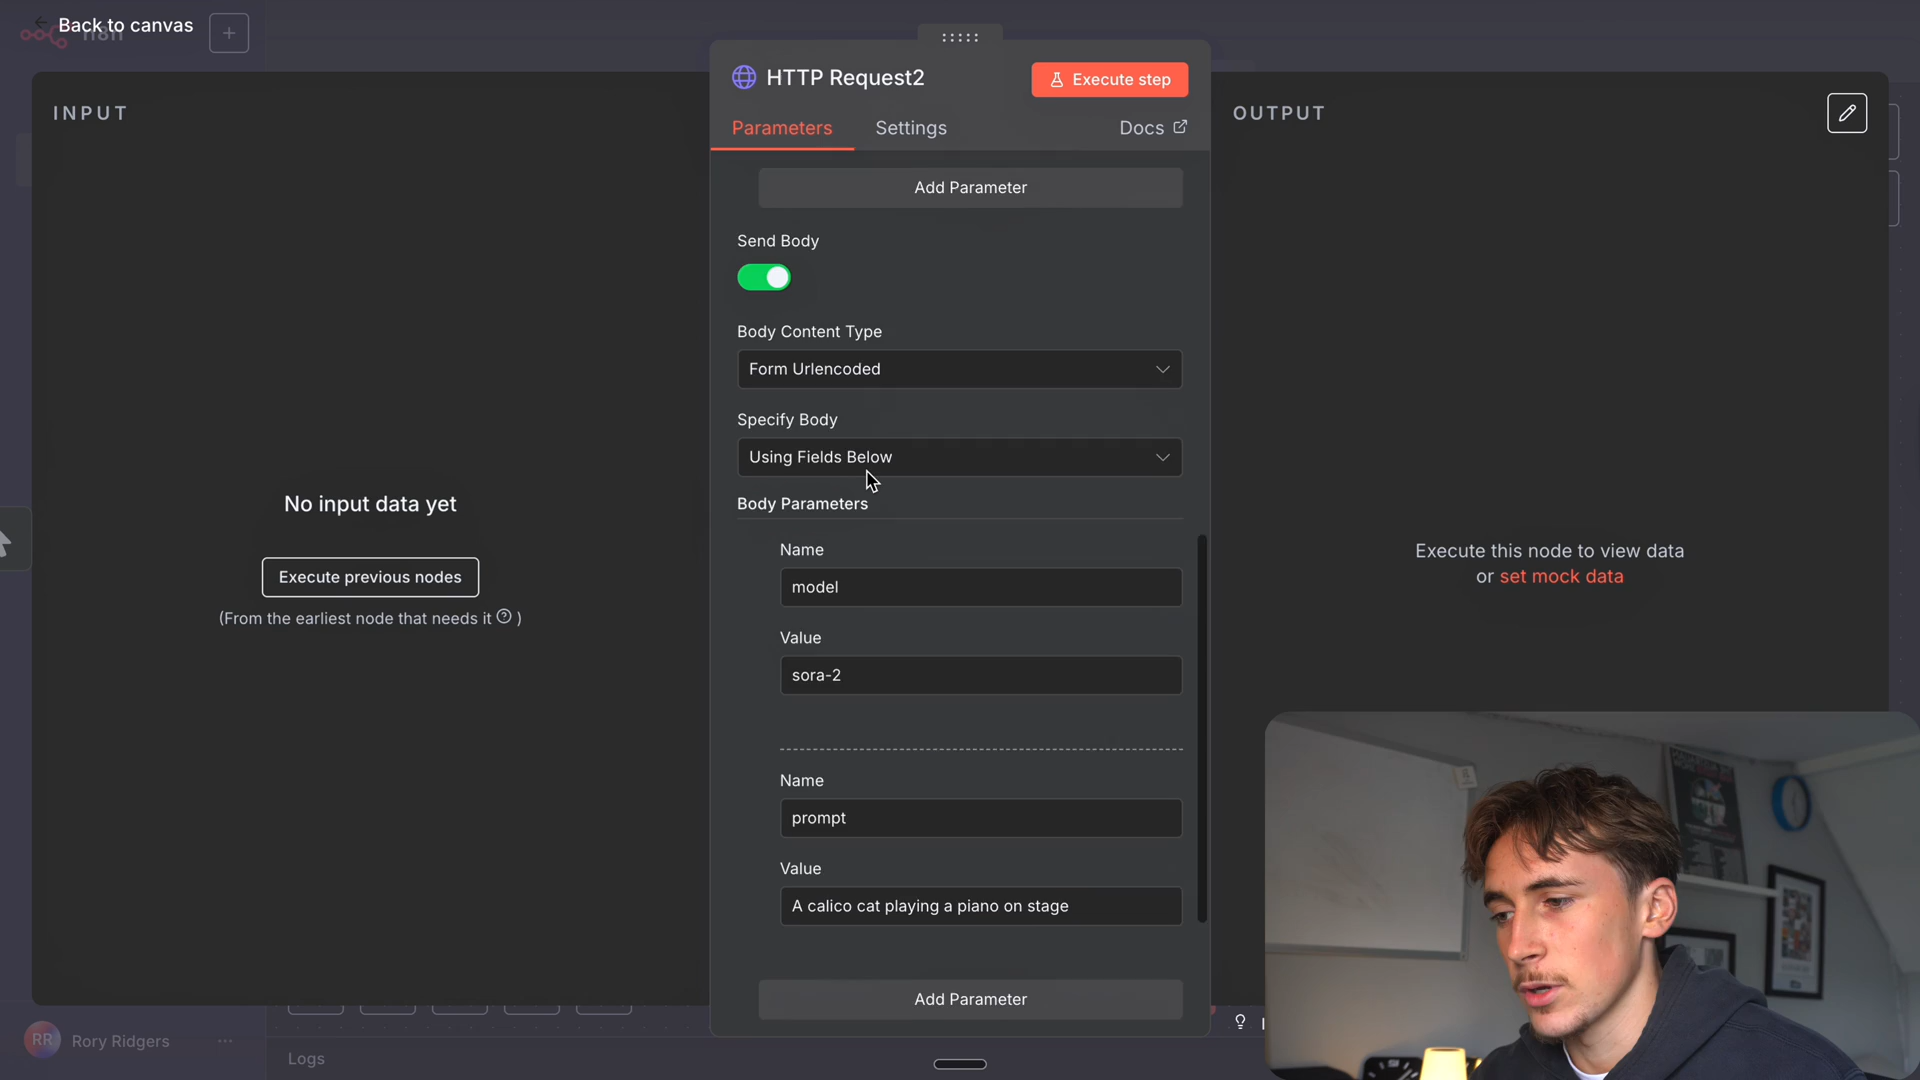 Back to canvas
n8n
INPUT
HTTP Request2
Execute step
OUTPUT
Parameters
Settings
Docs
Add Parameter
Send Body
Body Content Type
Form Urlencoded
Specify Body
Using Fields Below
Body Parameters
Name
model
Value
sora-2
Name
prompt
Value
A calico cat playing a piano on stage
Add Parameter
No input data yet
Execute previous nodes
(From the earliest node that needs it ? )
Execute this node to view data
or set mock data
RR
Rory Ridgers
Logs